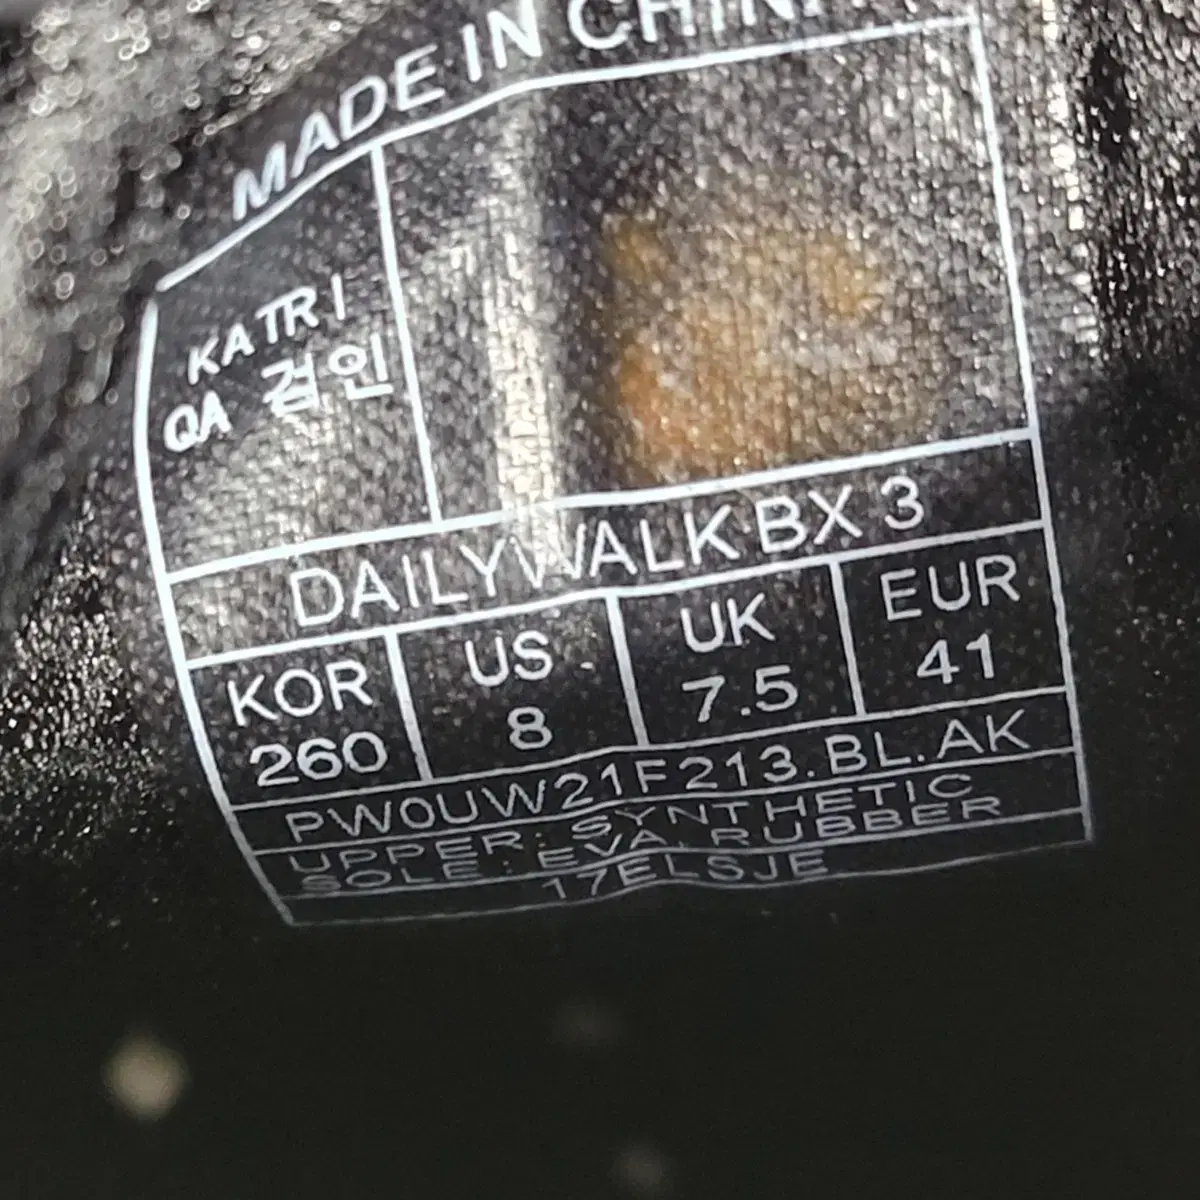 MADE IN CHINA
KATRI
QA 검인
DAILYWALK BX 3
KOR US UK EUR
260 8 7.5 41
PW0UW21F213.BL.AK
UPPER: SYNTHETIC
SOLE: EVA, RUBBER
17ELSJE